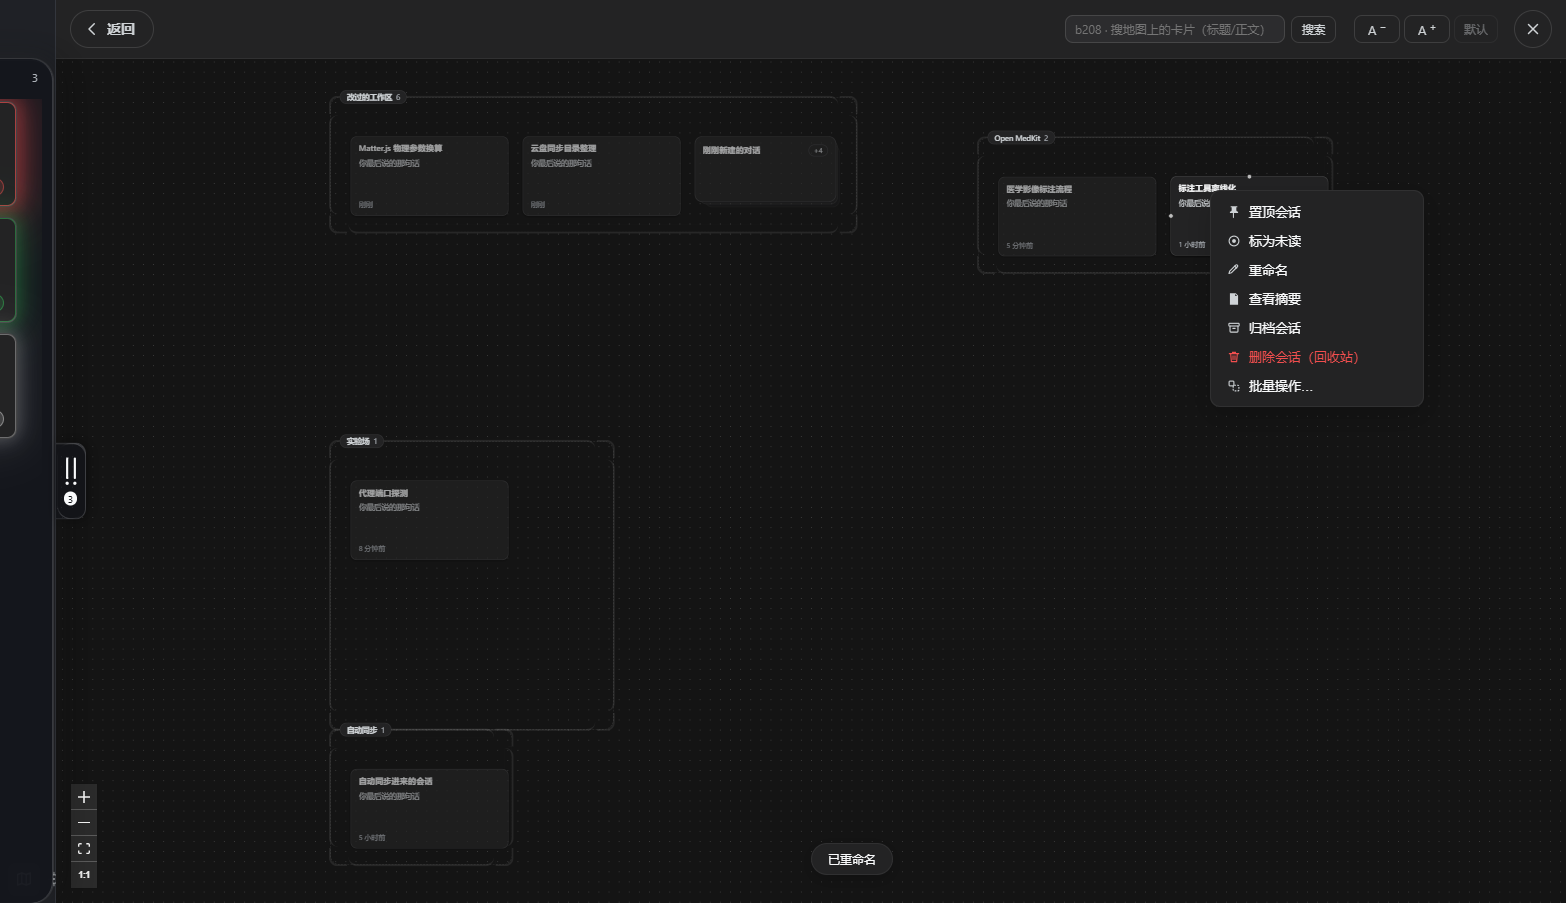 返回
b208 · 搜地图上的卡片（标题/正文）
搜索
A⁻
A⁺
默认
3
改过的工作区 6
Matter.js 物理参数换算
你最后说的那句话
刚刚
云盘同步目录整理
你最后说的那句话
刚刚
刚刚新建的对话
+4
Open MedKit 2
医学影像标注流程
你最后说的那句话
5 分钟前
标注工具离线化
你最后说
1 小时前
置顶会话
标为未读
重命名
查看摘要
归档会话
删除会话（回收站）
批量操作...
实验场 1
代理端口探测
你最后说的那句话
8 分钟前
3
自动同步 1
自动同步进来的会话
你最后说的那句话
5 小时前
1:1
已重命名